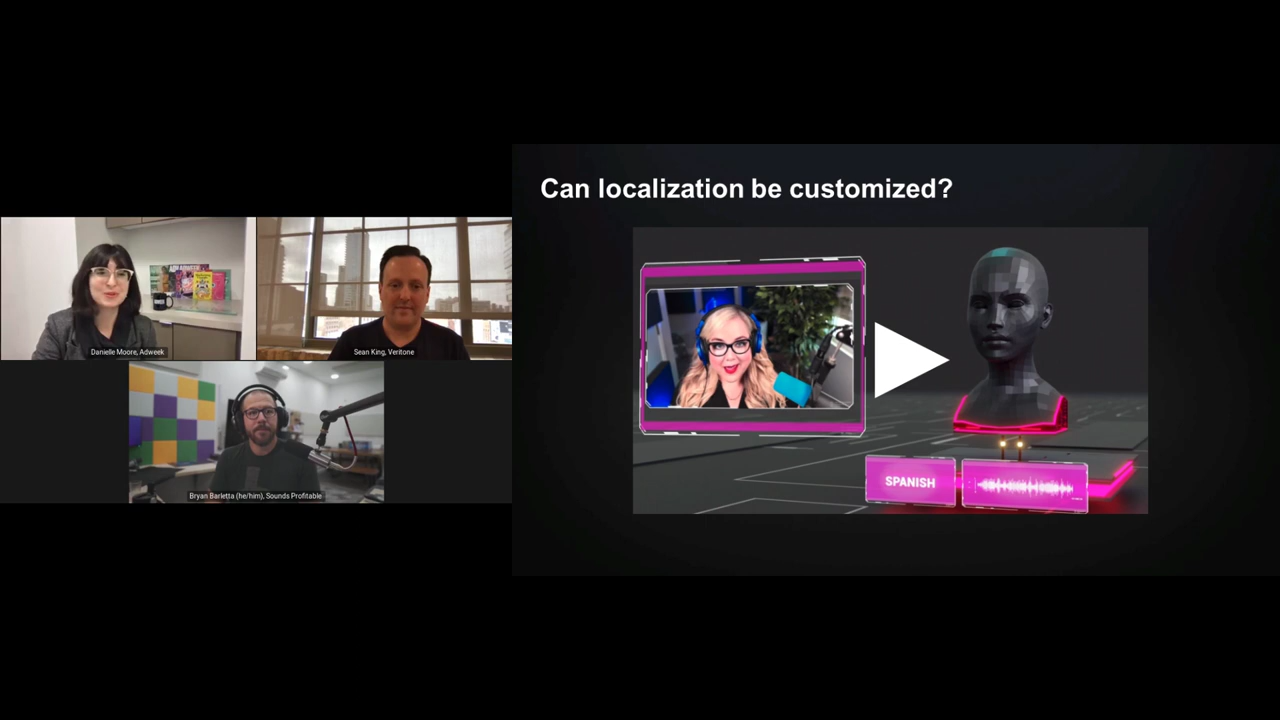 Can localization be customized?
Danielle Moore, Adweek
Sean King, Veritone
SPANISH
Bryan Barletta (he/him), Sounds Profitable